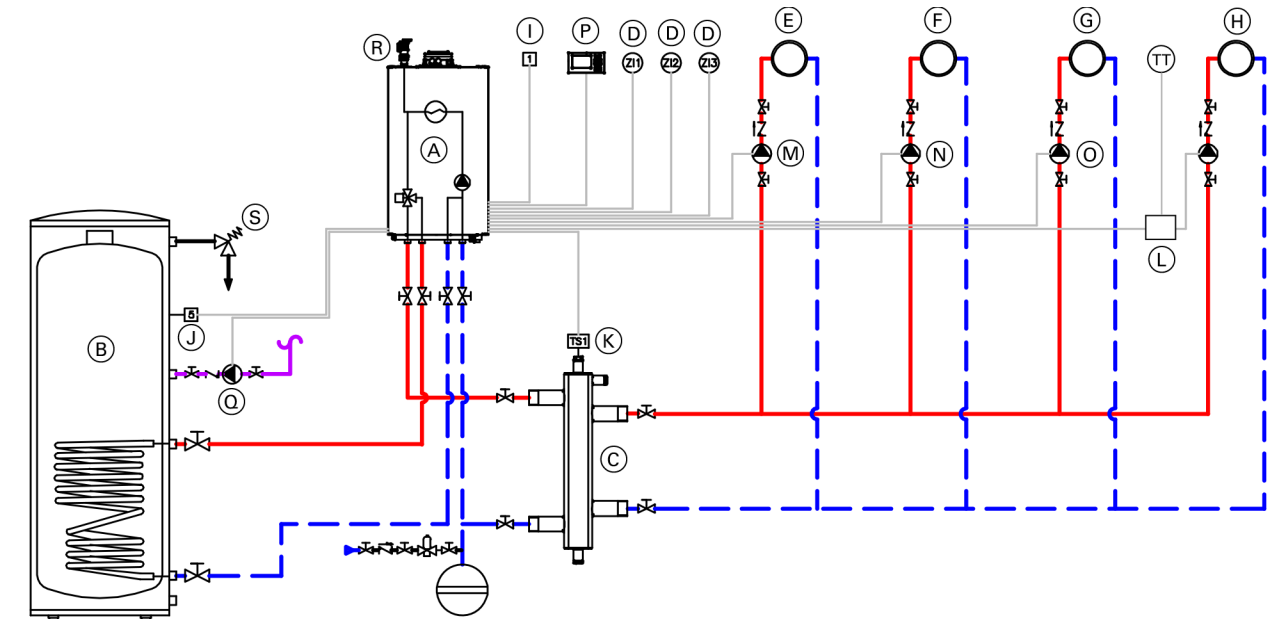 R I P D D D E F G H
1 ZI1 ZI2 ZI3 TT
A M N O
S L
5 J
B TS1 K
Q
C